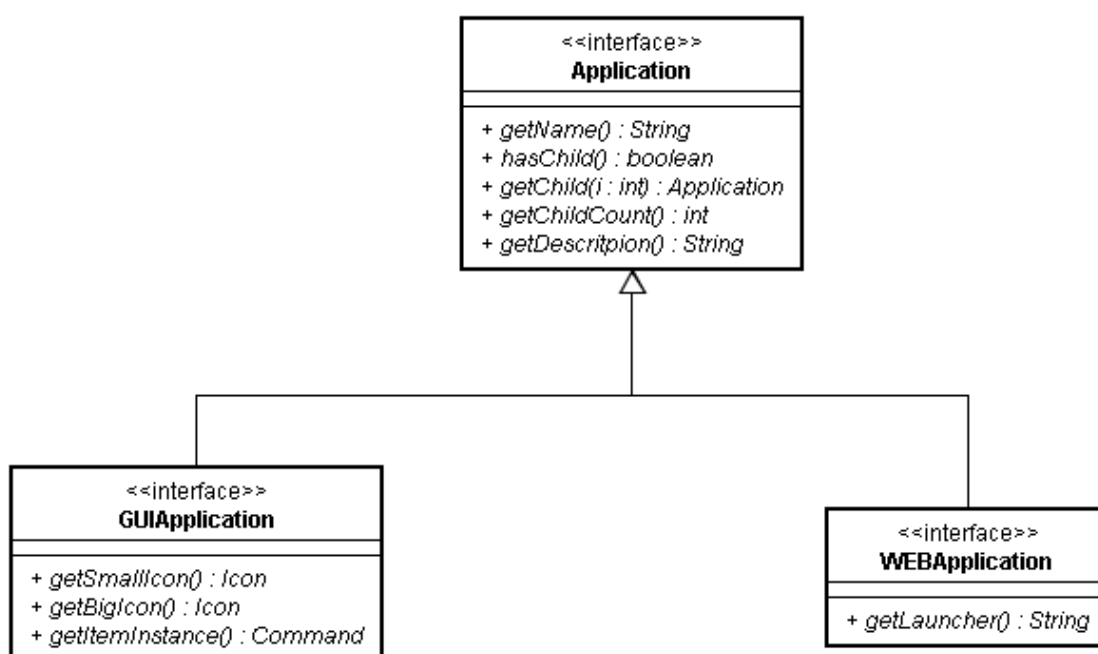 <<interface>>
Application
+ getName() : String
+ hasChild() : boolean
+ getChild(i : int) : Application
+ getChildCount() : int
+ getDescritpion() : String
<<interface>>
GUIApplication
+ getSmallIcon() : Icon
+ getBigIcon() : Icon
+ getItemInstance() : Command
<<interface>>
WEBApplication
+ getLauncher() : String